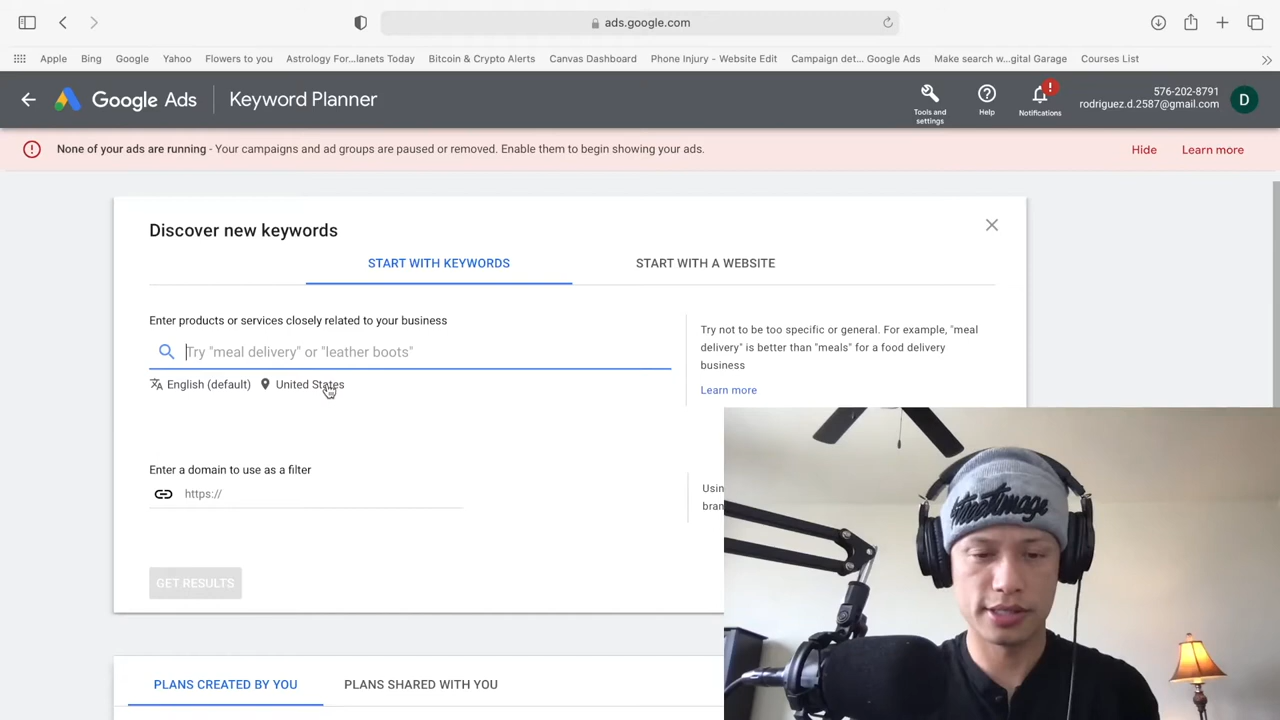 ads.google.com
Apple Bing Google Yahoo Flowers to you Astrology For...lanets Today Bitcoin & Crypto Alerts Canvas Dashboard Phone Injury - Website Edit Campaign det... Google Ads Make search w...gital Garage Courses List
Google Ads Keyword Planner
Tools and
settings
Help
Notifications
576-202-8791
rodriguez.d.2587@gmail.com
D
None of your ads are running - Your campaigns and ad groups are paused or removed. Enable them to begin showing your ads.
Hide Learn more
Discover new keywords
START WITH KEYWORDS START WITH A WEBSITE
Enter products or services closely related to your business
Try "meal delivery" or "leather boots"
English (default) United States
Try not to be too specific or general. For example, "meal
delivery" is better than "meals" for a food delivery
business
Learn more
Enter a domain to use as a filter
https://
Usin
bran
GET RESULTS
PLANS CREATED BY YOU PLANS SHARED WITH YOU